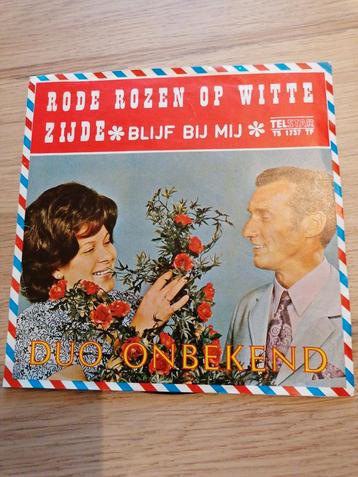 RODE ROZEN OP WITTE
ZIJDE * BLIJF BIJ MIJ *
TELSTAR
TS 1737 TF
DUO ONBEKEND